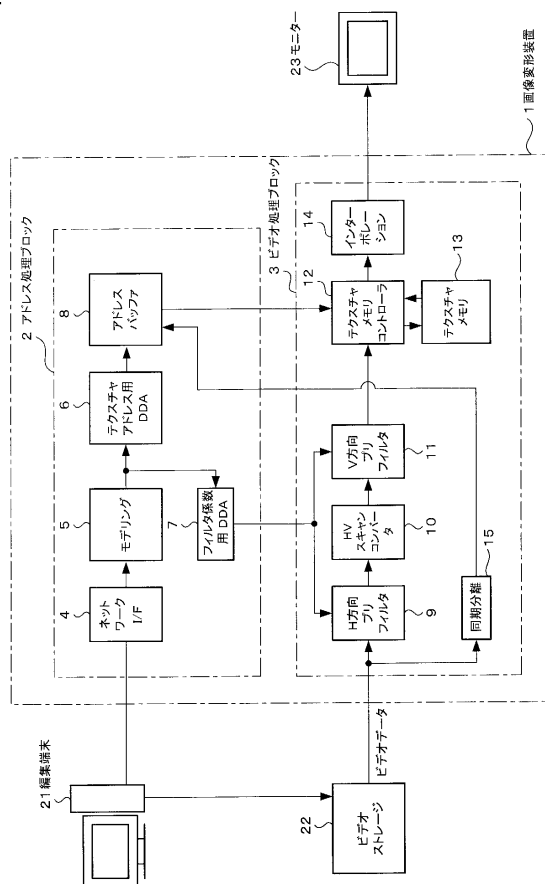 1 画像変形装置
2 アドレス処理ブロック
4
ネット
ワーク
I/F
5
モデリング
6
テクスチャ
アドレス用
DDA
8
アドレス
バッファ
7
フィルタ係数
用 DDA
3 ビデオ処理ブロック
9
H方向
プリ
フィルタ
10
HV
スキャン
コンバー
タ
11
V方向
プリ
フィルタ
12
テクスチャ
メモリ
コントローラ
14
インター
ポレー
ション
13
テクスチャ
メモリ
15
同期分離
21 編集端末
22
ビデオ
ストレージ
ビデオデータ
23 モニター